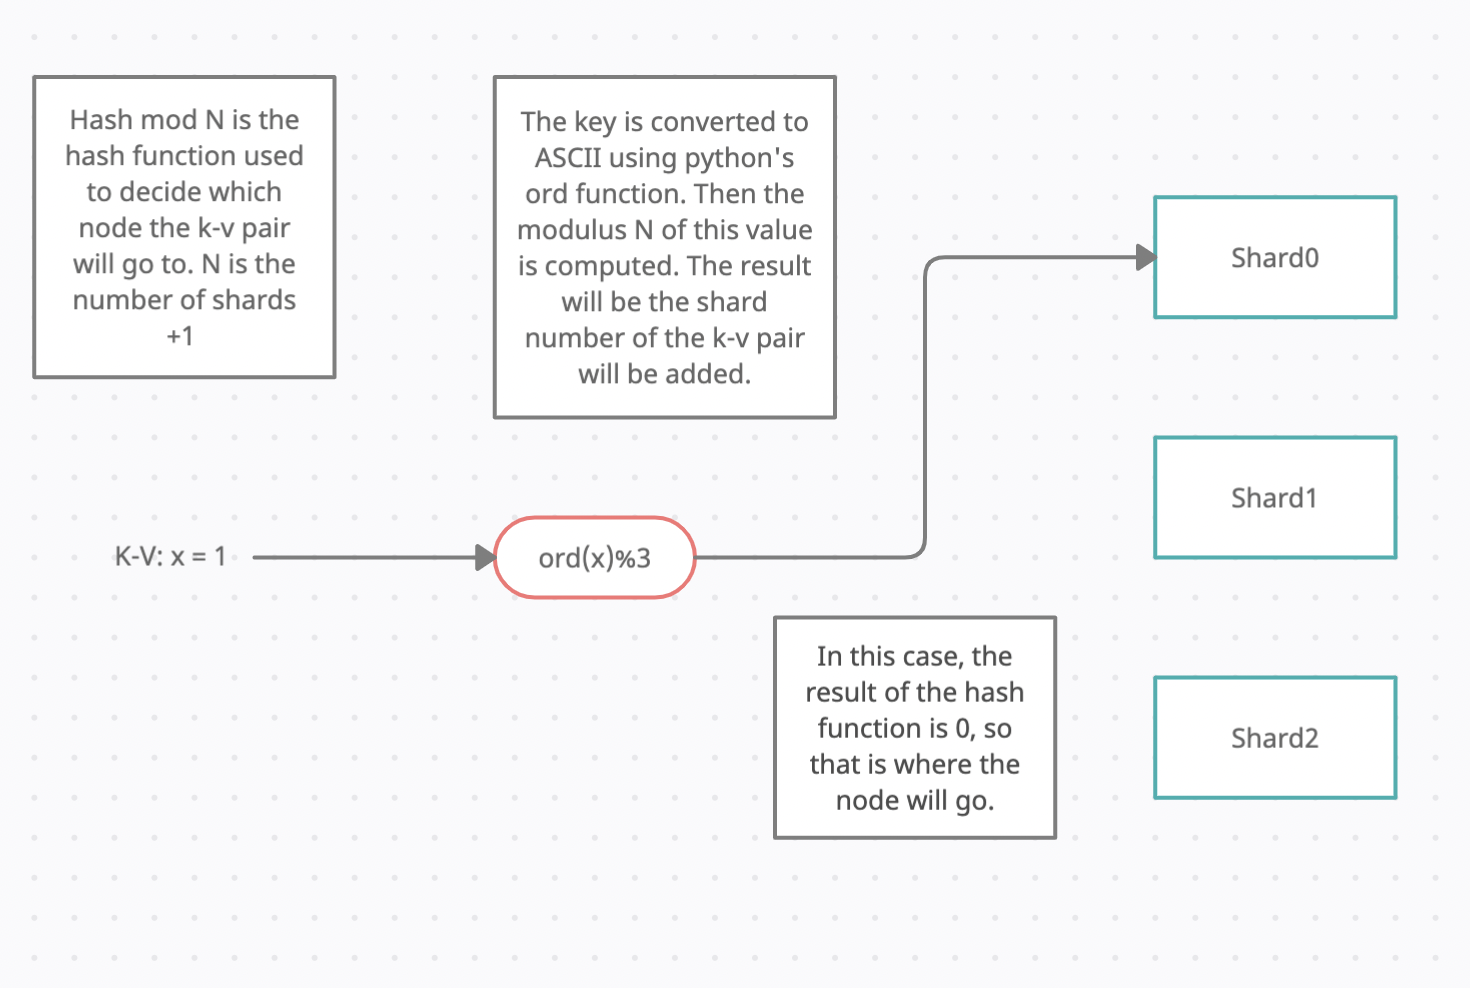 Hash mod N is the
hash function used
to decide which
node the k-v pair
will go to. N is the
number of shards
+1
The key is converted to
ASCII using python's
ord function. Then the
modulus N of this value
is computed. The result
will be the shard
number of the k-v pair
will be added.
Shard0
Shard1
K-V: x = 1
ord(x)%3
In this case, the
result of the hash
function is 0, so
that is where the
node will go.
Shard2